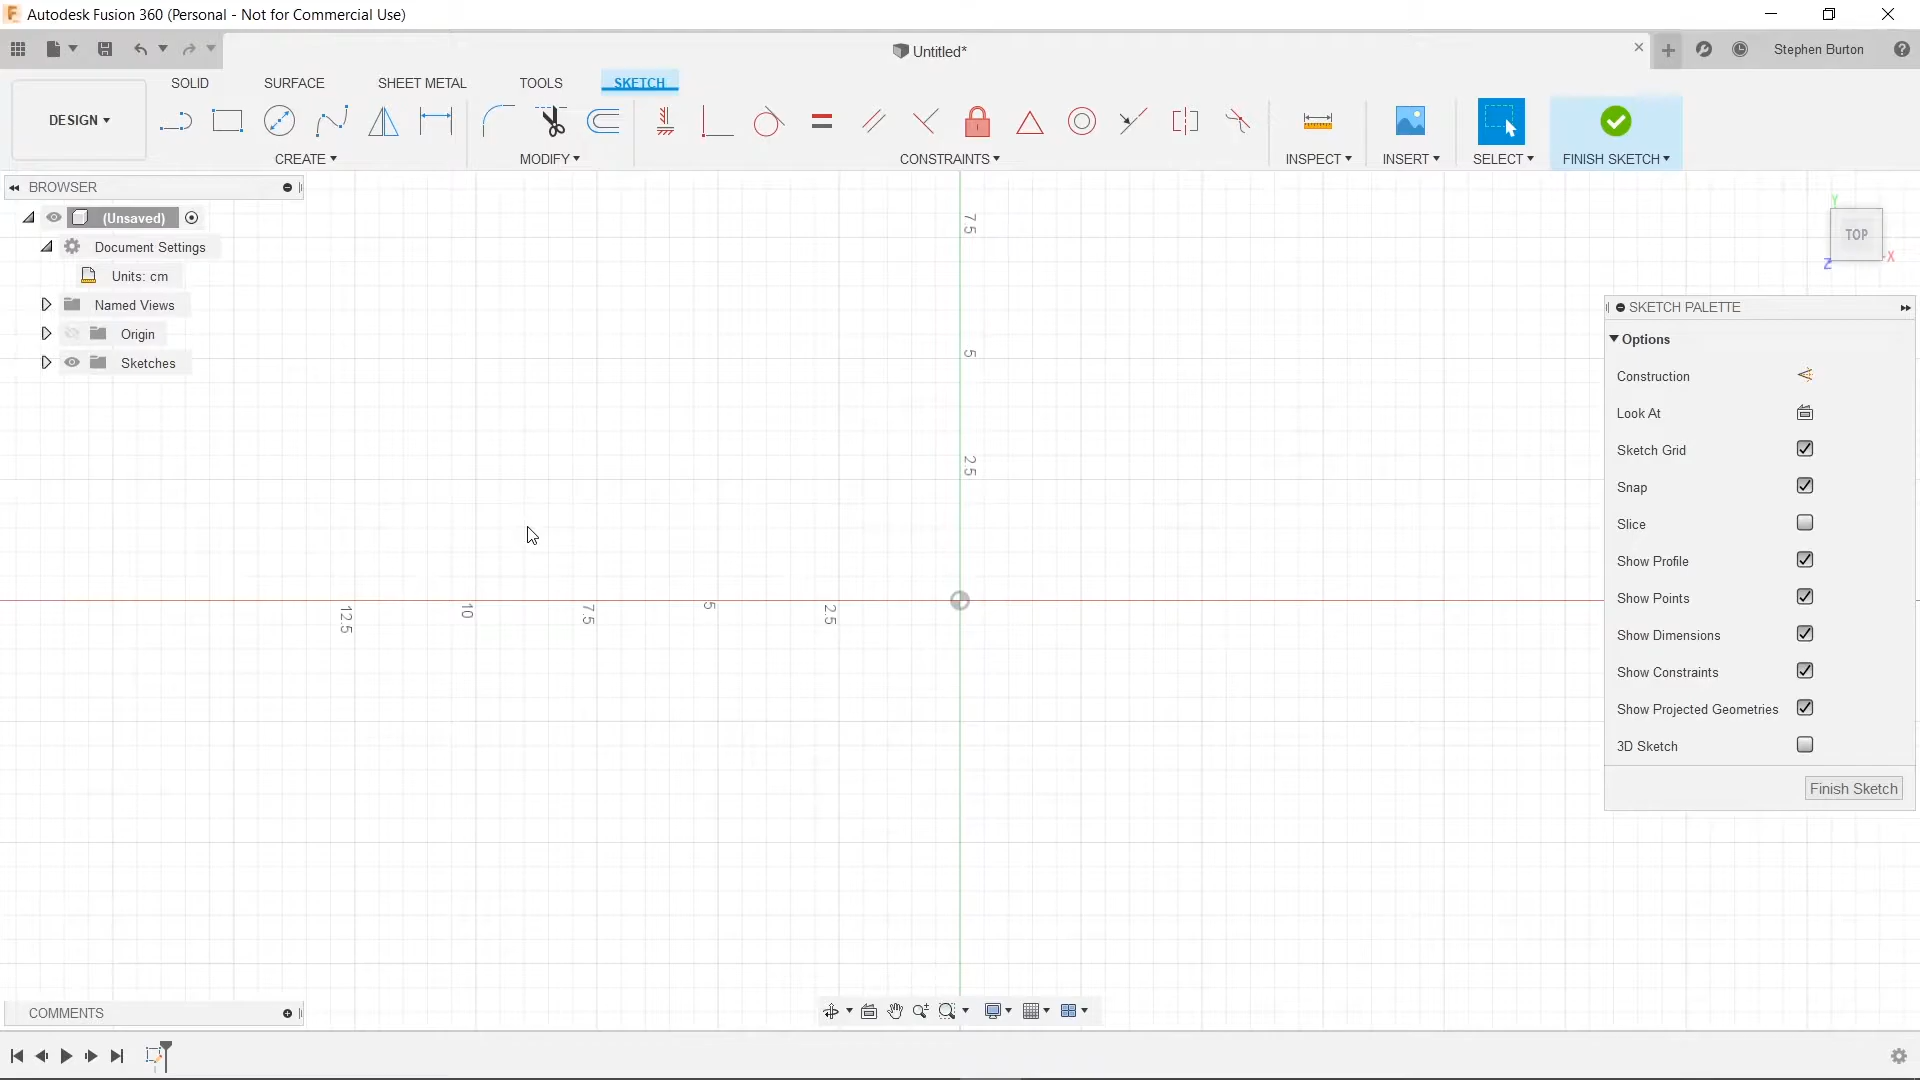 Autodesk Fusion 360 (Personal - Not for Commercial Use)
Untitled*
Stephen Burton
SOLID SURFACE SHEET METAL TOOLS SKETCH
DESIGN
CREATE MODIFY CONSTRAINTS INSPECT INSERT SELECT FINISH SKETCH
BROWSER
(Unsaved)
Document Settings
Units: cm
Named Views
Origin
Sketches
7.5
5
2.5
12.5 10 7.5 5 2.5
Y
TOP
Z X
SKETCH PALETTE
Options
Construction
Look At
Sketch Grid
Snap
Slice
Show Profile
Show Points
Show Dimensions
Show Constraints
Show Projected Geometries
3D Sketch
Finish Sketch
COMMENTS